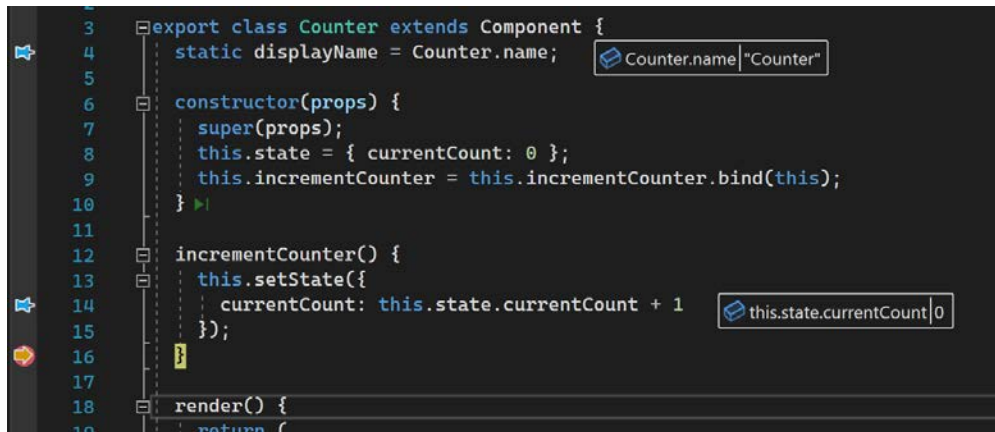 3 export class Counter extends Component {
4 static displayName = Counter.name; Counter.name "Counter"
5
6 constructor(props) {
7 super(props);
8 this.state = { currentCount: 0 };
9 this.incrementCounter = this.incrementCounter.bind(this);
10 }
11
12 incrementCounter() {
13 this.setState({
14 currentCount: this.state.currentCount + 1 this.state.currentCount 0
15 });
16 }
17
18 render() {
19 return (